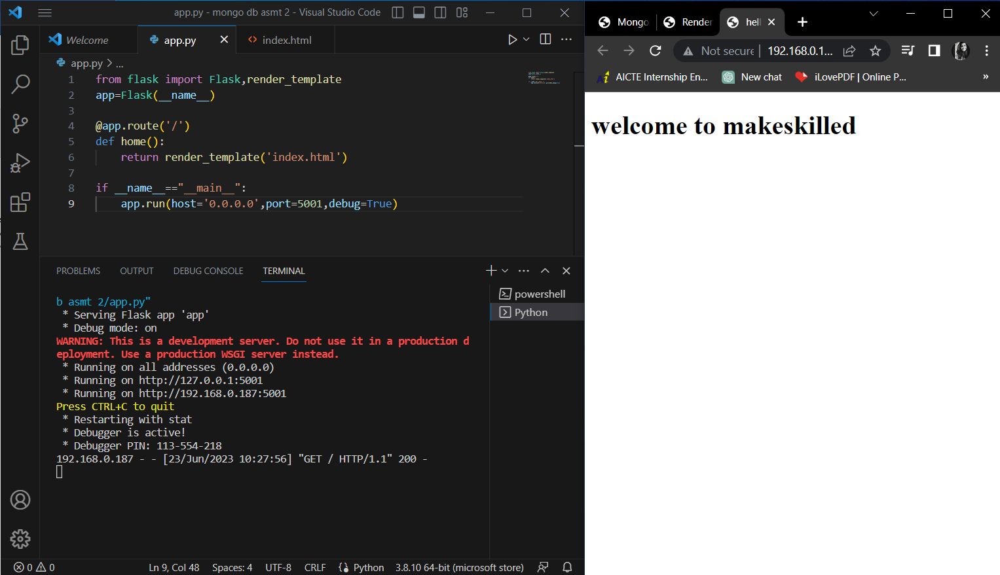 app.py - mongo db asmt 2 - Visual Studio Code
Welcome app.py index.html
app.py > ...
1 from flask import Flask,render_template
2 app=Flask(__name__)
3
4 @app.route('/')
5 def home():
6 return render_template('index.html')
7
8 if __name__=="__main__":
9 app.run(host='0.0.0.0',port=5001,debug=True)
PROBLEMS OUTPUT DEBUG CONSOLE TERMINAL
powershell
Python
b asmt 2/app.py"
* Serving Flask app 'app'
* Debug mode: on
WARNING: This is a development server. Do not use it in a production d
eployment. Use a production WSGI server instead.
* Running on all addresses (0.0.0.0)
* Running on http://127.0.0.1:5001
* Running on http://192.168.0.187:5001
Press CTRL+C to quit
* Restarting with stat
* Debugger is active!
* Debugger PIN: 113-554-218
192.168.0.187 - - [23/Jun/2023 10:27:56] "GET / HTTP/1.1" 200 -
0 0 Ln 9, Col 48 Spaces: 4 UTF-8 CRLF Python 3.8.10 64-bit (microsoft store)
Mongo Render hell
Not secure 192.168.0.1...
AICTE Internship En... New chat iLovePDF | Online P... »
welcome to makeskilled